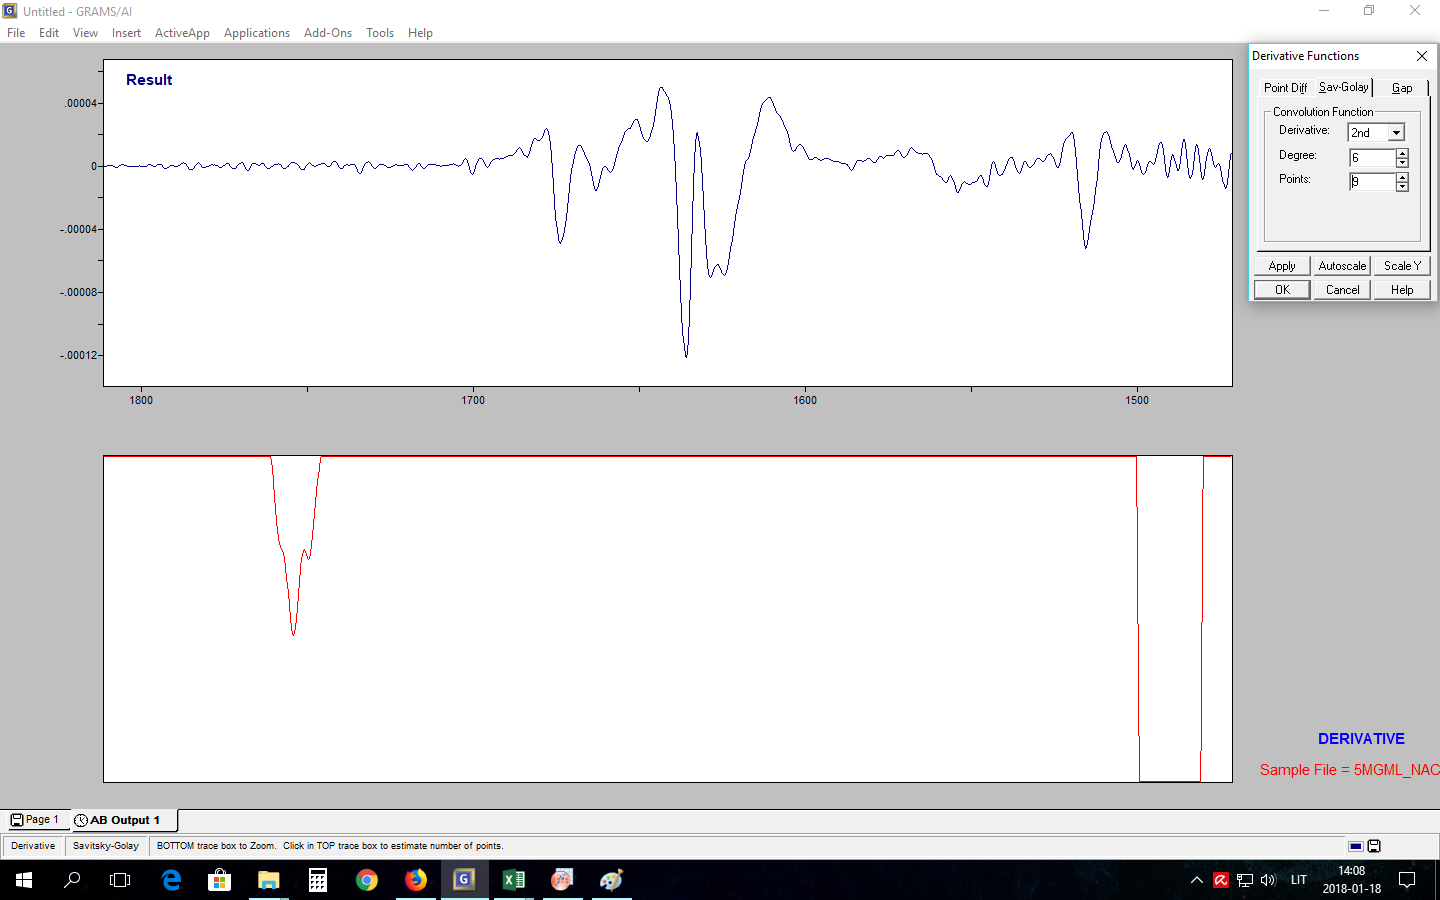 Untitled - GRAMS/AI
File Edit View Insert ActiveApp Applications Add-Ons Tools Help
Derivative Functions
Point Diff Sav-Golay Gap
Convolution Function
Derivative: 2nd
Degree: 6
Points: 9
Apply Autoscale Scale Y
OK Cancel Help
Result
.00004
0
-.00004
-.00008
-.00012
1800 1700 1600 1500
DERIVATIVE
Sample File = 5MGML_NAC
Page 1 AB Output 1
Derivative Savitsky-Golay BOTTOM trace box to Zoom. Click in TOP trace box to estimate number of points.
LIT
14:08
2018-01-18